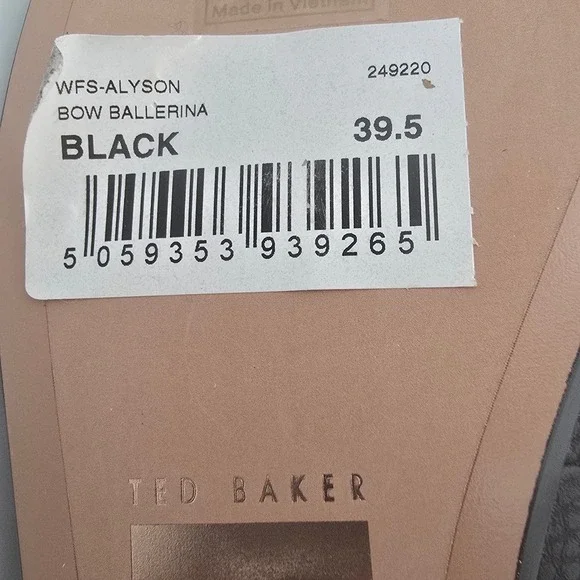 Made in Vietnam
WFS-ALYSON 249220
BOW BALLERINA
BLACK 39.5
5 059353 939265
TED BAKER